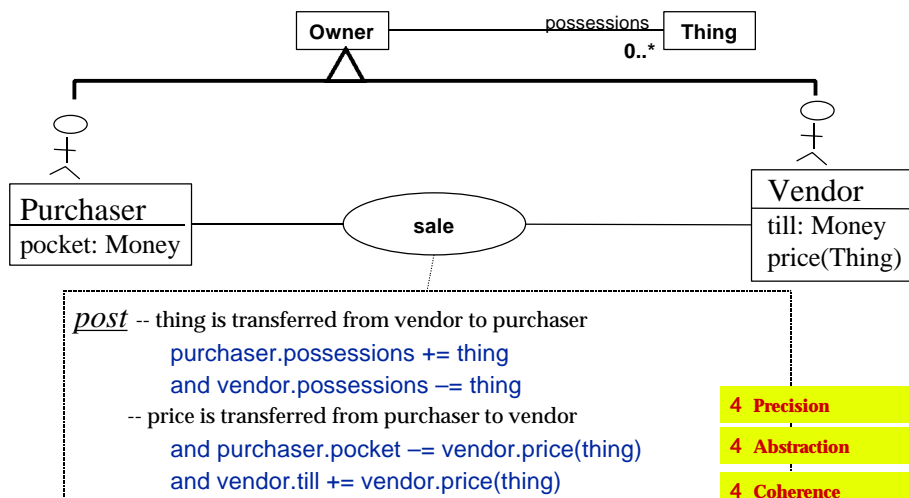 Owner
possessions
Thing
0..*
Purchaser
pocket: Money
sale
Vendor
till: Money
price(Thing)
post -- thing is transferred from vendor to purchaser
purchaser.possessions += thing
and vendor.possessions –= thing
-- price is transferred from purchaser to vendor
and purchaser.pocket –= vendor.price(thing)
and vendor.till += vendor.price(thing)
4 Precision
4 Abstraction
4 Coherence